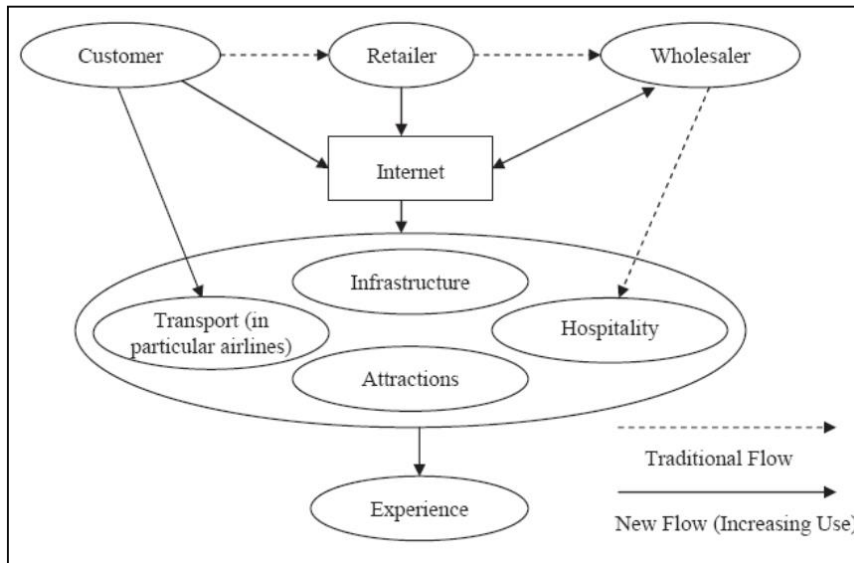 Customer
Retailer
Wholesaler
Internet
Infrastructure
Transport (in
particular airlines)
Hospitality
Attractions
Traditional Flow
Experience
New Flow (Increasing Use)